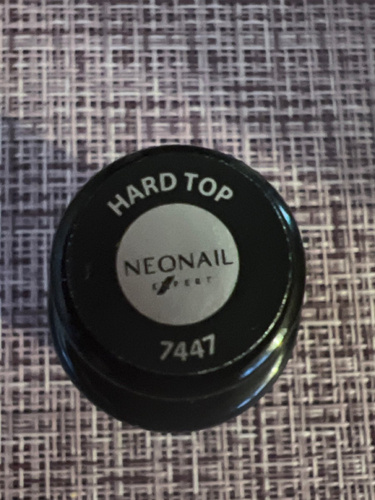 HARD TOP
NEONAIL
EXPERT
7447